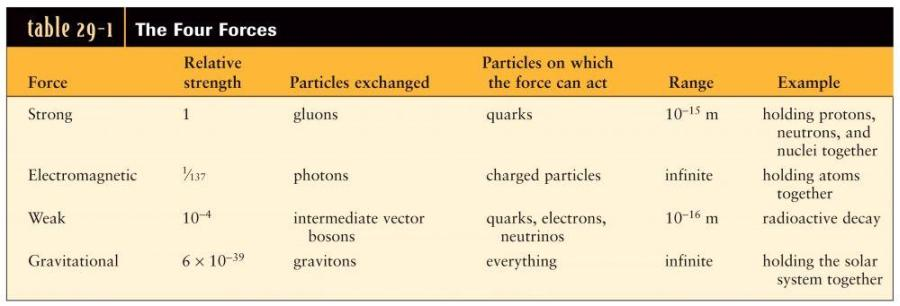 table 29-1 The Four Forces
Force Relative strength Particles exchanged Particles on which the force can act Range Example
Strong 1 gluons quarks 10⁻¹⁵ m holding protons, neutrons, and nuclei together
Electromagnetic 1/137 photons charged particles infinite holding atoms together
Weak 10⁻⁴ intermediate vector bosons quarks, electrons, neutrinos 10⁻¹⁶ m radioactive decay
Gravitational 6 × 10⁻³⁹ gravitons everything infinite holding the solar system together